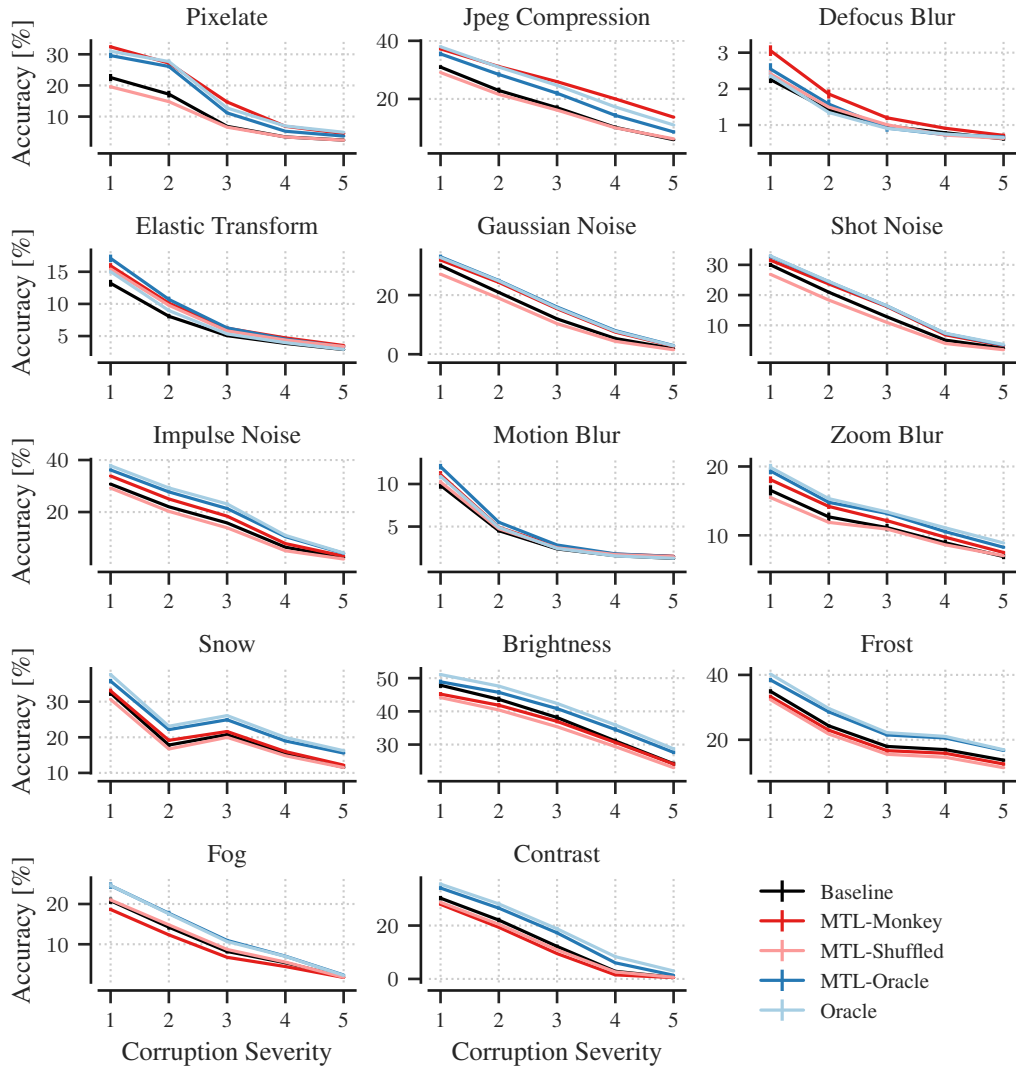 Pixelate
Jpeg Compression
Defocus Blur
Accuracy [%]
30
20
10
1 2 3 4 5
40
20
1 2 3 4 5
3
2
1
1 2 3 4 5
Elastic Transform
Gaussian Noise
Shot Noise
Accuracy [%]
15
10
5
1 2 3 4 5
20
0
1 2 3 4 5
30
20
10
1 2 3 4 5
Impulse Noise
Motion Blur
Zoom Blur
Accuracy [%]
40
20
1 2 3 4 5
10
5
1 2 3 4 5
20
10
1 2 3 4 5
Snow
Brightness
Frost
Accuracy [%]
30
20
10
1 2 3 4 5
50
40
30
1 2 3 4 5
40
20
1 2 3 4 5
Fog
Contrast
Accuracy [%]
20
10
1 2 3 4 5
Corruption Severity
20
0
1 2 3 4 5
Corruption Severity
Baseline
MTL-Monkey
MTL-Shuffled
MTL-Oracle
Oracle